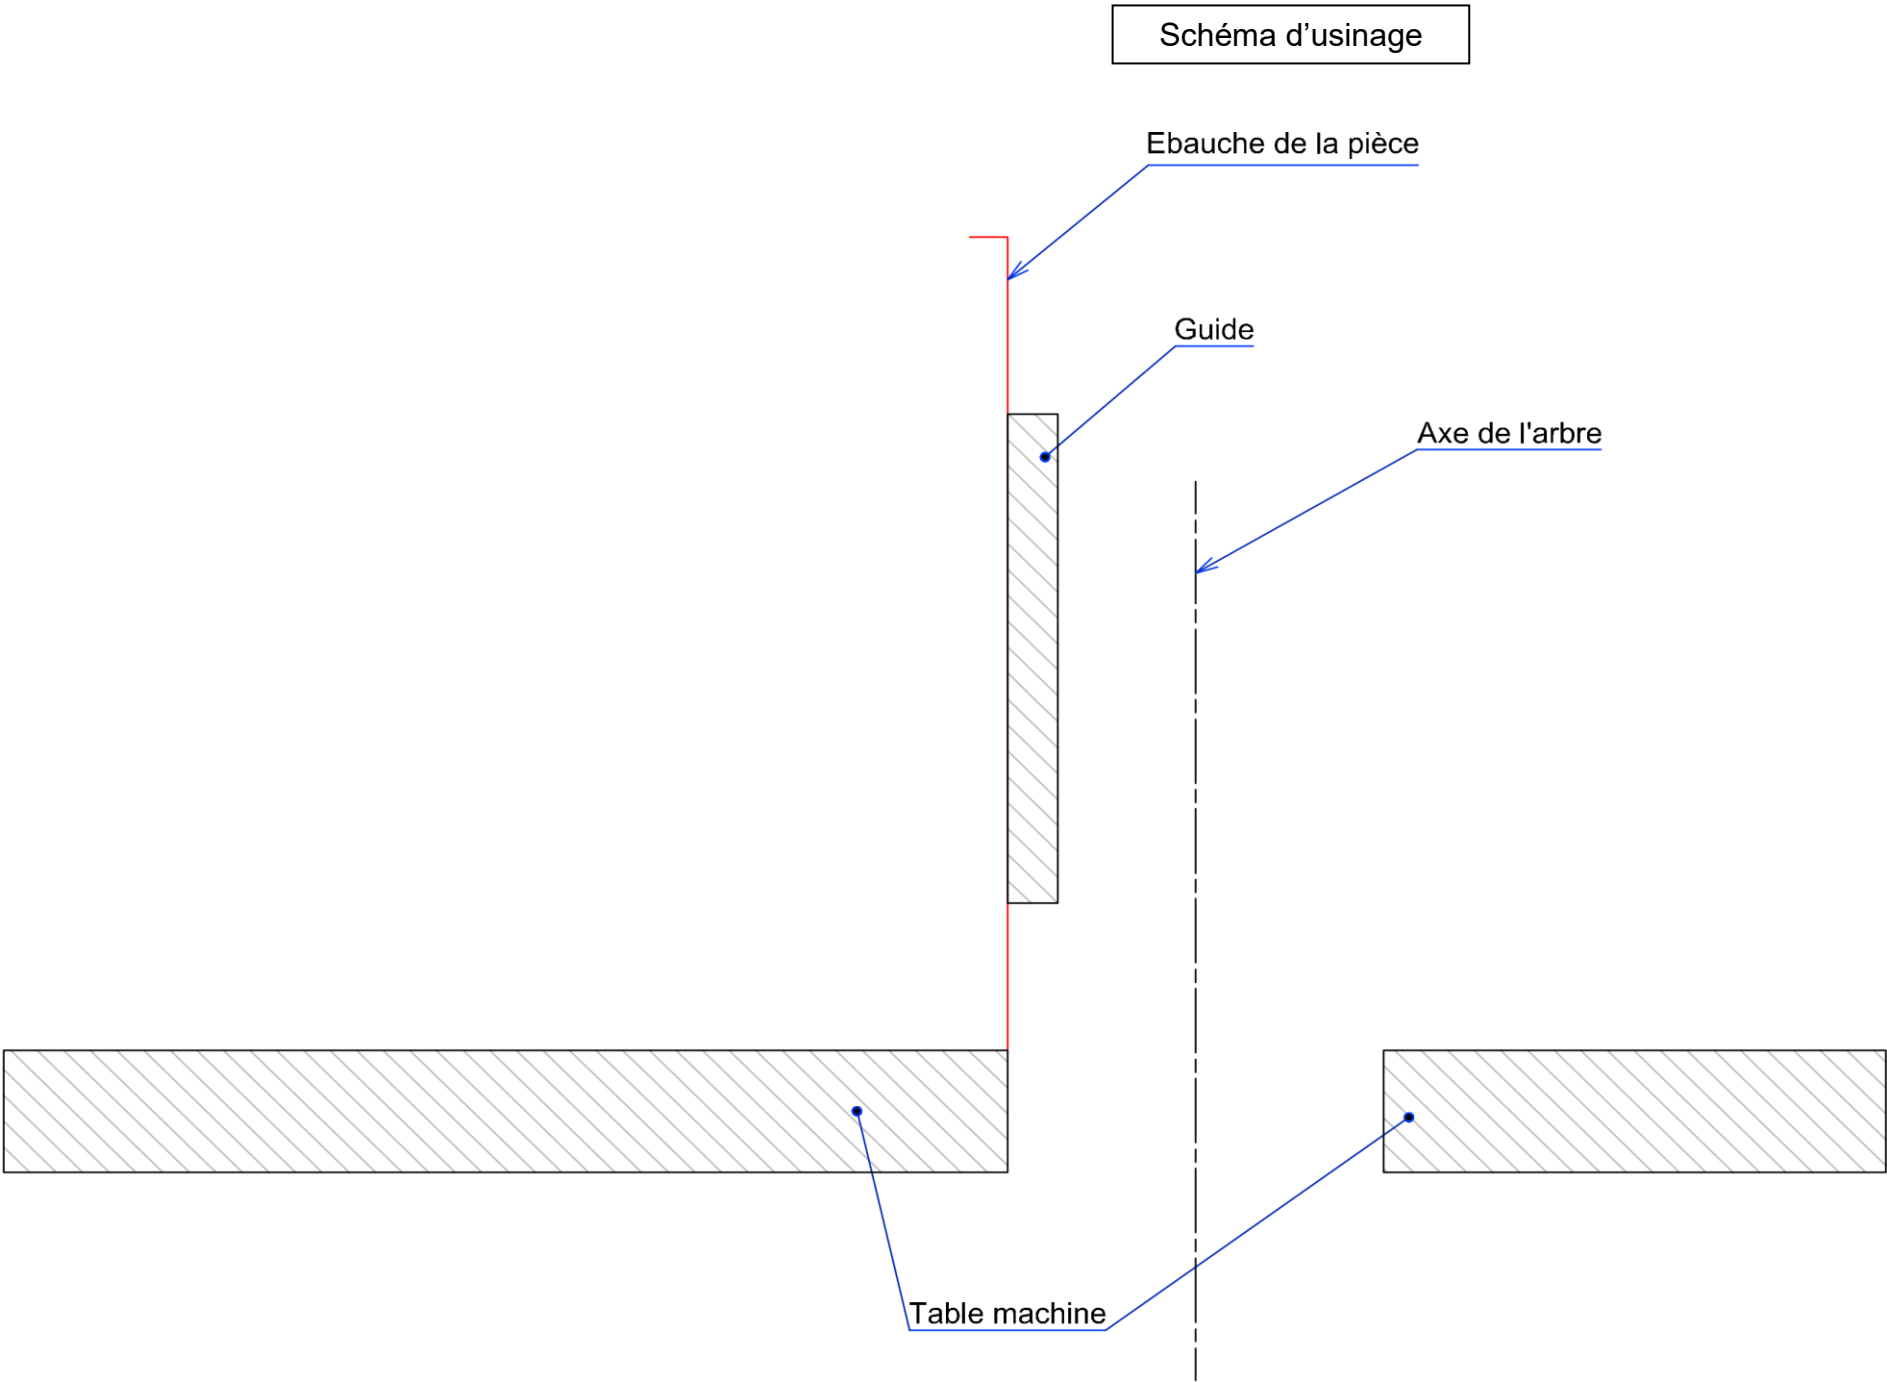 Schéma d’usinage
Ebauche de la pièce
Guide
Axe de l'arbre
Table machine